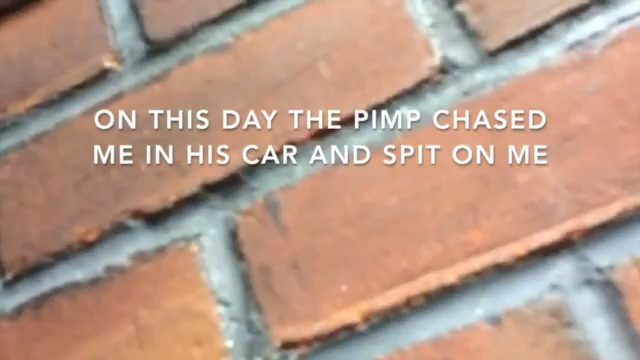 ON THIS DAY THE PIMP CHASED
ME IN HIS CAR AND SPIT ON ME